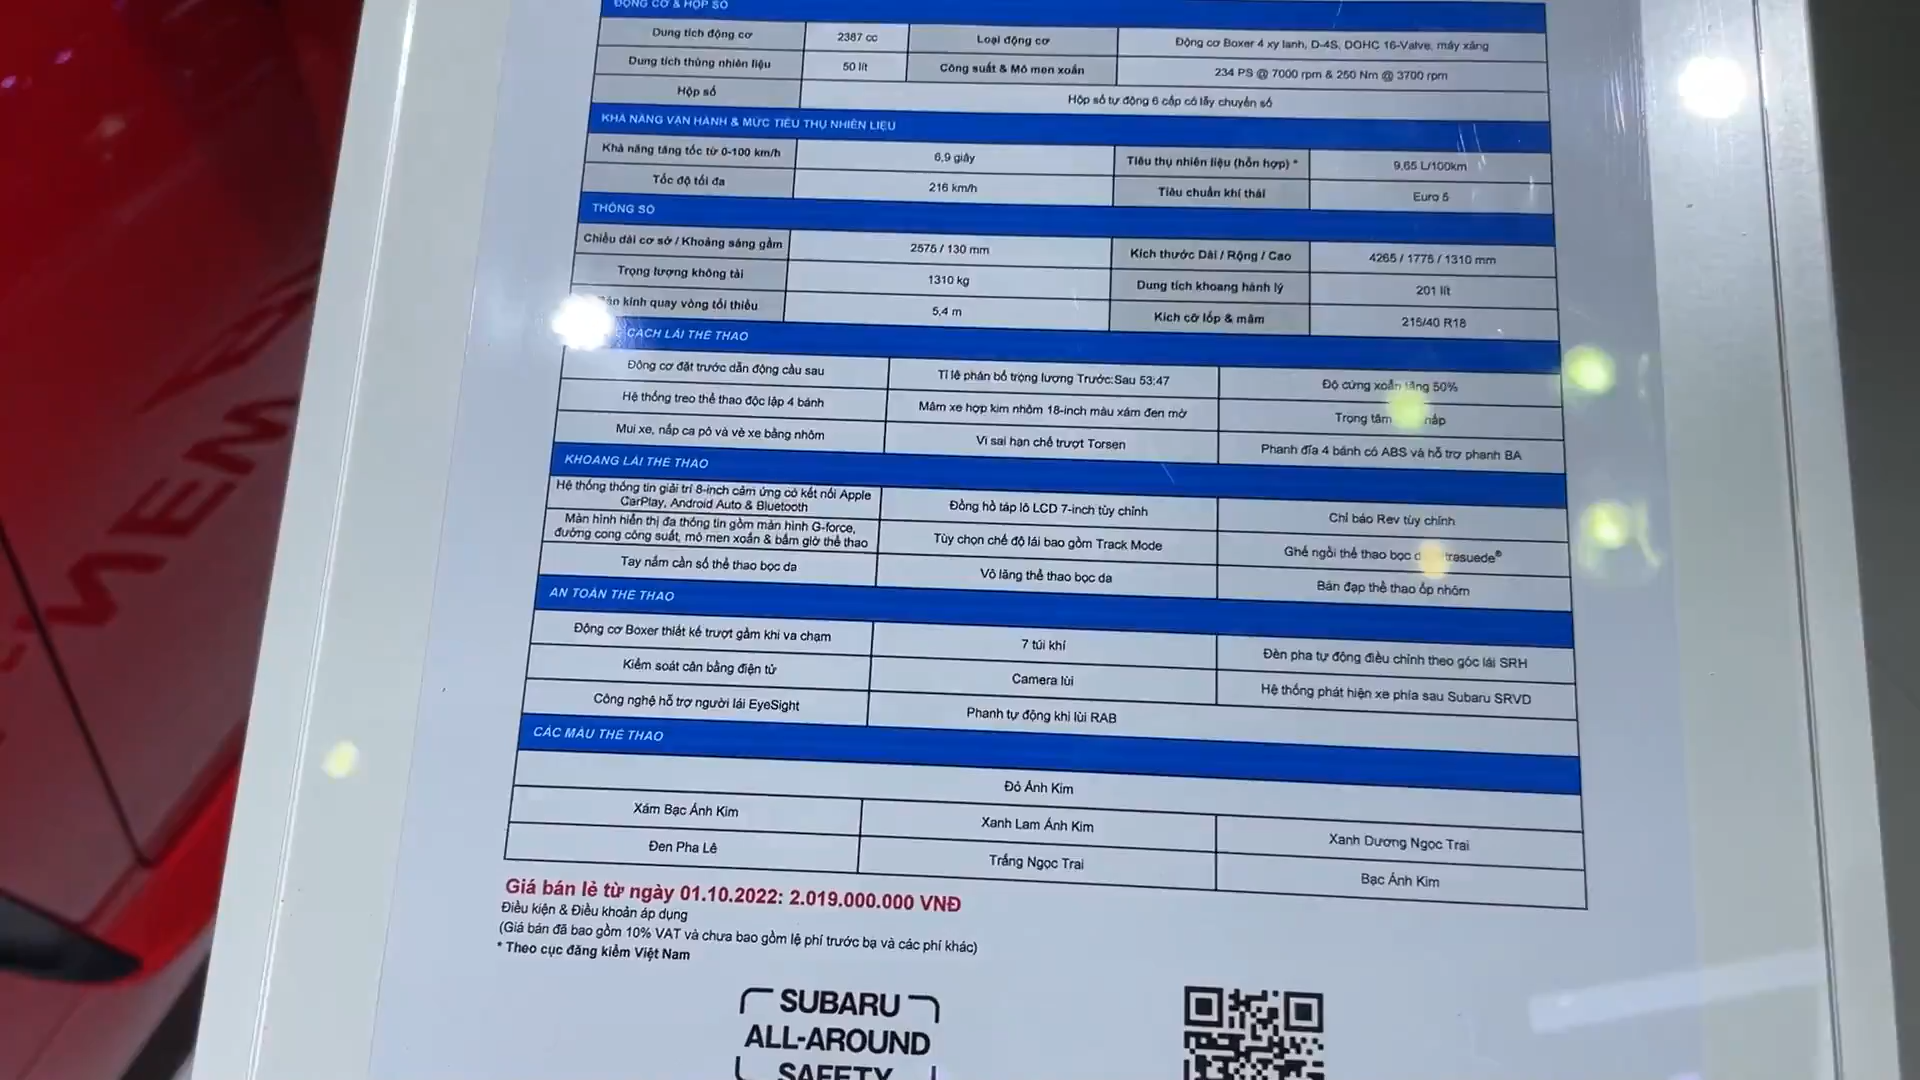 ĐỘNG CƠ & HỘP SỐ
Dung tích động cơ
2387 cc
Loại động cơ
Động cơ Boxer 4 xy lanh, D-4S, DOHC 16-Valve, máy xăng
Dung tích thùng nhiên liệu
50 lít
Công suất & Mô men xoắn
234 PS @ 7000 rpm & 250 Nm @ 3700 rpm
Hộp số
Hộp số tự động 6 cấp có lẫy chuyển số
KHẢ NĂNG VẬN HÀNH & MỨC TIÊU THỤ NHIÊN LIỆU
Khả năng tăng tốc từ 0-100 km/h
6,9 giây
Tiêu thụ nhiên liệu (hỗn hợp) *
9,65 L/100km
Tốc độ tối đa
216 km/h
Tiêu chuẩn khí thải
Euro 5
THÔNG SỐ
Chiều dài cơ sở / Khoảng sáng gầm
2575 / 130 mm
Kích thước Dài / Rộng / Cao
4265 / 1775 / 1310 mm
Trọng lượng không tải
1310 kg
Dung tích khoang hành lý
201 lít
kính quay vòng tối thiểu
5,4 m
Kích cỡ lốp & mâm
215/40 R18
CÁCH LÁI THỂ THAO
Động cơ đặt trước dẫn động cầu sau
Tỉ lệ phân bổ trọng lượng Trước:Sau 53:47
Độ cứng xoắn tăng 50%
Hệ thống treo thể thao độc lập 4 bánh
Mâm xe hợp kim nhôm 18-inch màu xám đen mờ
Trọng tâm
Mui xe, nắp ca pô và vè xe bằng nhôm
Vi sai hạn chế trượt Torsen
Phanh đĩa 4 bánh có ABS và hỗ trợ phanh BA
KHOANG LÁI THỂ THAO
Hệ thống thông tin giải trí 8-inch cảm ứng có kết nối Apple
CarPlay, Android Auto & Bluetooth
Đồng hồ táp lô LCD 7-inch tùy chỉnh
Chỉ báo Rev tùy chỉnh
Màn hình hiển thị đa thông tin gồm màn hình G-force,
đường cong công suất, mô men xoắn & bấm giờ thể thao
Tùy chọn chế độ lái bao gồm Track Mode
Ghế ngồi thể thao bọc
Tay nắm cần số thể thao bọc da
Vô lăng thể thao bọc da
Bàn đạp thể thao ốp nhôm
AN TOÀN THỂ THAO
Động cơ Boxer thiết kế trượt gầm khi va chạm
7 túi khí
Đèn pha tự động điều chỉnh theo góc lái SRH
Kiểm soát cân bằng điện tử
Camera lùi
Hệ thống phát hiện xe phía sau Subaru SRVD
Công nghệ hỗ trợ người lái EyeSight
Phanh tự động khi lùi RAB
CÁC MÀU THỂ THAO
Đỏ Ánh Kim
Xám Bạc Ánh Kim
Xanh Lam Ánh Kim
Xanh Dương Ngọc Trai
Đen Pha Lê
Trắng Ngọc Trai
Bạc Ánh Kim
Giá bán lẻ từ ngày 01.10.2022: 2.019.000.000 VNĐ
Điều kiện & Điều khoản áp dụng
(Giá bán đã bao gồm 10% VAT và chưa bao gồm lệ phí trước bạ và các phí khác)
* Theo cục đăng kiểm Việt Nam
SUBARU
ALL-AROUND
SAFETY